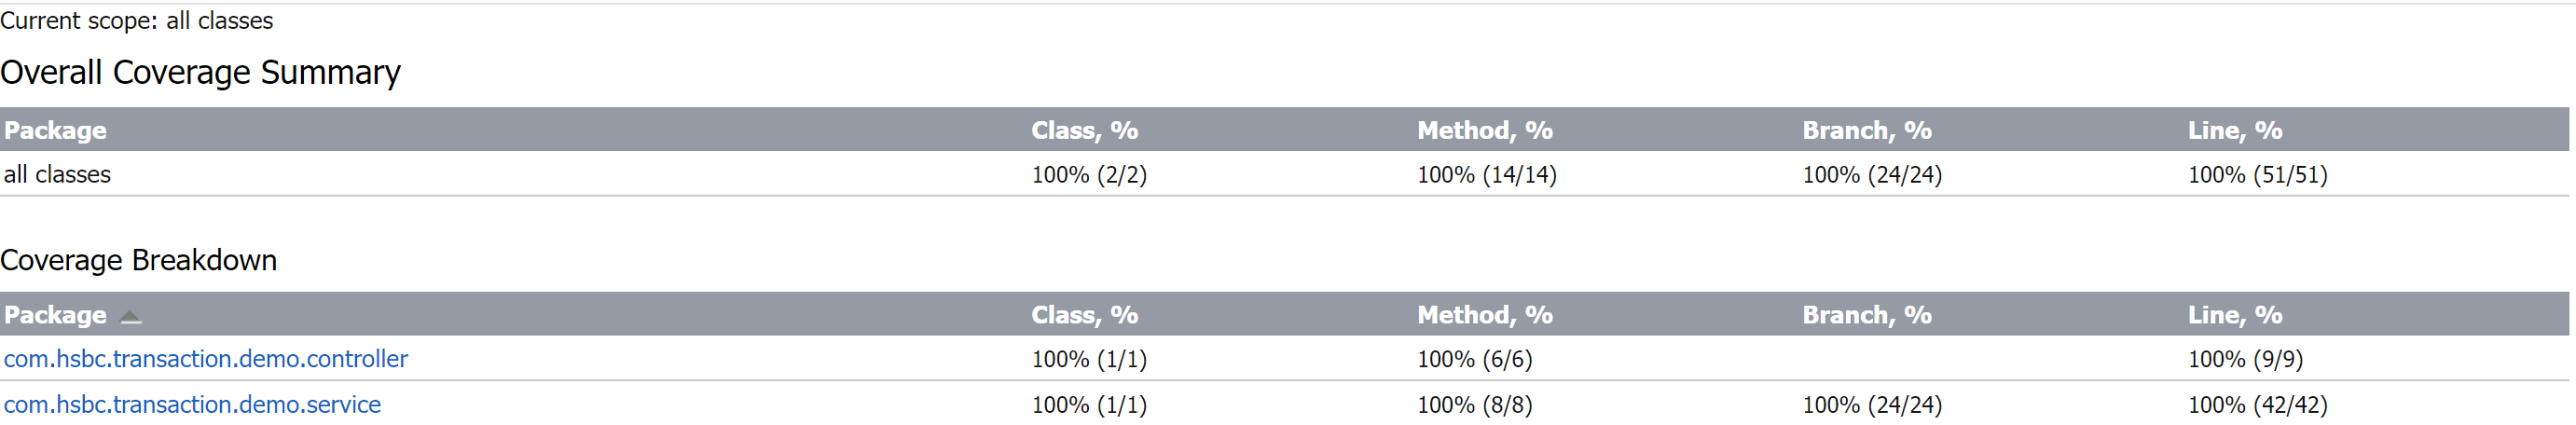 Current scope: all classes
Overall Coverage Summary
Package Class, % Method, % Branch, % Line, %
all classes 100% (2/2) 100% (14/14) 100% (24/24) 100% (51/51)
Coverage Breakdown
Package Class, % Method, % Branch, % Line, %
com.hsbc.transaction.demo.controller 100% (1/1) 100% (6/6) 100% (9/9)
com.hsbc.transaction.demo.service 100% (1/1) 100% (8/8) 100% (24/24) 100% (42/42)